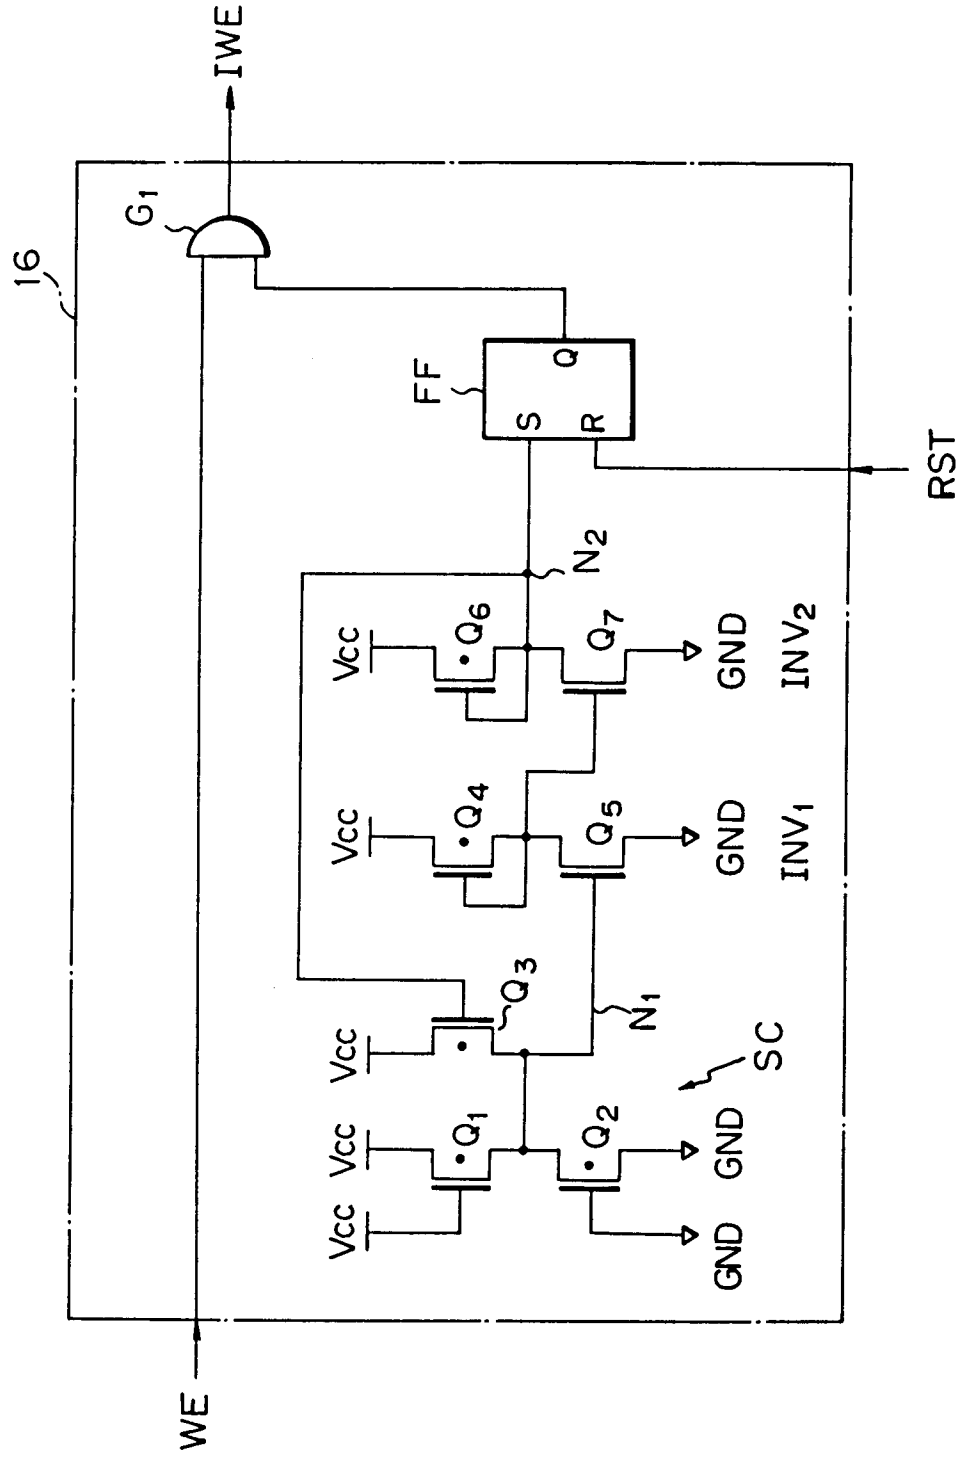 16
G1
IWE
WE
FF
S
R
Q
RST
N2
Vcc
Vcc
Vcc
Vcc
Vcc
Q1
Q2
Q3
Q4
Q5
Q6
Q7
N1
SC
GND
GND
GND
GND
INV1
INV2